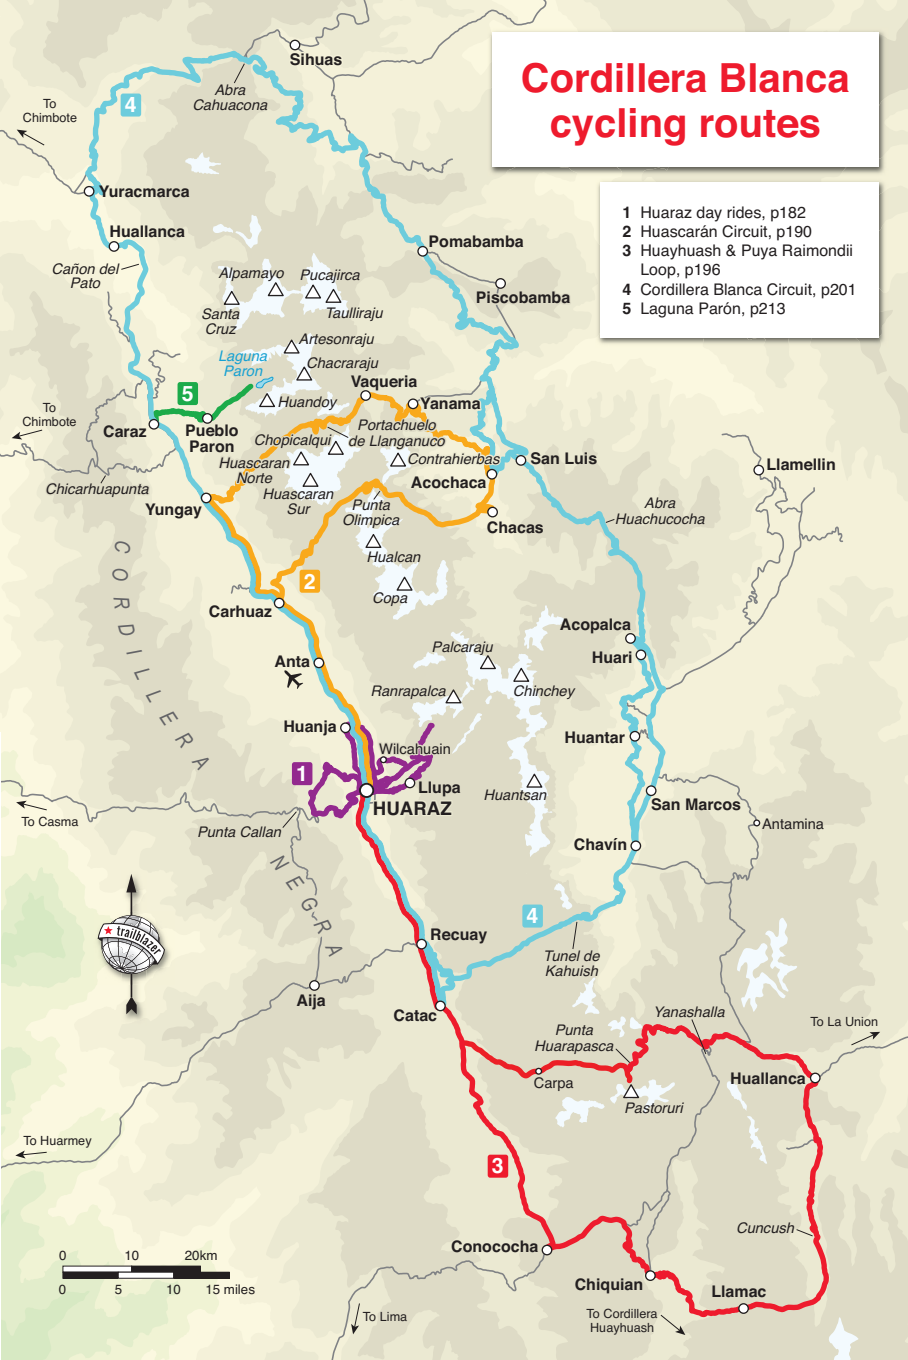 Cordillera Blanca
cycling routes
1 Huaraz day rides, p182
2 Huascarán Circuit, p190
3 Huayhuash & Puya Raimondii
Loop, p196
4 Cordillera Blanca Circuit, p201
5 Laguna Parón, p213
Sihuas
Abra
Cahuacona
4
To
Chimbote
Yuracmarca
Huallanca
Cañon del
Pato
Pomabamba
Piscobamba
Alpamayo
Pucajirca
Santa
Cruz
Taulliraju
Artesonraju
Laguna
Paron
Chacraraju
5
Vaqueria
Huandoy
Yanama
To
Chimbote
Caraz
Pueblo
Paron
Portachuelo
de Llanganuco
Chopicalqui
Contrahierbas
San Luis
Llamellin
Huascaran
Norte
Acochaca
Chicarhuapunta
Huascaran
Sur
Yungay
Punta
Olimpica
Chacas
Abra
Huachucocha
Hualcan
2
Copa
Carhuaz
CORDILLERA
NEGRA
Acopalca
Huari
Palcaraju
Anta
Ranrapalca
Chinchey
Huanja
Huantar
Wilcahuain
1
Llupa
Huantsan
HUARAZ
San Marcos
To Casma
Punta Callan
Antamina
Chavín
trailblazer
4
Recuay
Tunel de
Kahuish
Aija
Catac
Yanashalla
To La Union
Punta
Huarapasca
Carpa
Huallanca
Pastoruri
To Huarmey
3
Cuncush
Conococha
Chiquian
Llamac
To Cordillera
Huayhuash
To Lima
0 10 20km
0 5 10 15 miles